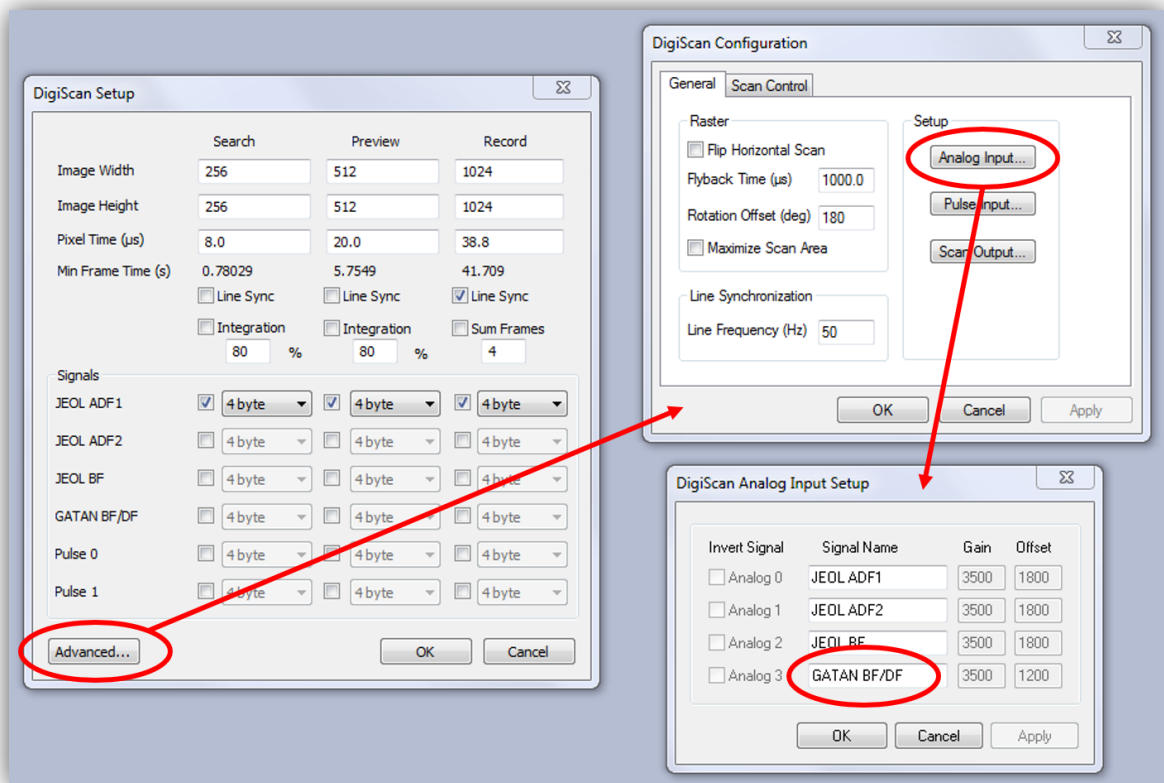 DigiScan Setup
Search Preview Record
Image Width 256 512 1024
Image Height 256 512 1024
Pixel Time (µs) 8.0 20.0 38.8
Min Frame Time (s) 0.78029 5.7549 41.709
Line Sync Line Sync Line Sync
Integration Integration Sum Frames
80 % 80 % 4
Signals
JEOL ADF1 4 byte 4 byte 4 byte
JEOL ADF2 4 byte 4 byte 4 byte
JEOL BF 4 byte 4 byte 4 byte
GATAN BF/DF 4 byte 4 byte 4 byte
Pulse 0 4 byte 4 byte 4 byte
Pulse 1 4 byte 4 byte 4 byte
Advanced... OK Cancel
DigiScan Configuration
General Scan Control
Raster
Flip Horizontal Scan
Flyback Time (µs) 1000.0
Rotation Offset (deg) 180
Maximize Scan Area
Line Synchronization
Line Frequency (Hz) 50
Setup
Analog Input...
Pulse Input...
Scan Output...
OK Cancel Apply
DigiScan Analog Input Setup
Invert Signal Signal Name Gain Offset
Analog 0 JEOL ADF1 3500 1800
Analog 1 JEOL ADF2 3500 1800
Analog 2 JEOL BF 3500 1800
Analog 3 GATAN BF/DF 3500 1200
OK Cancel Apply